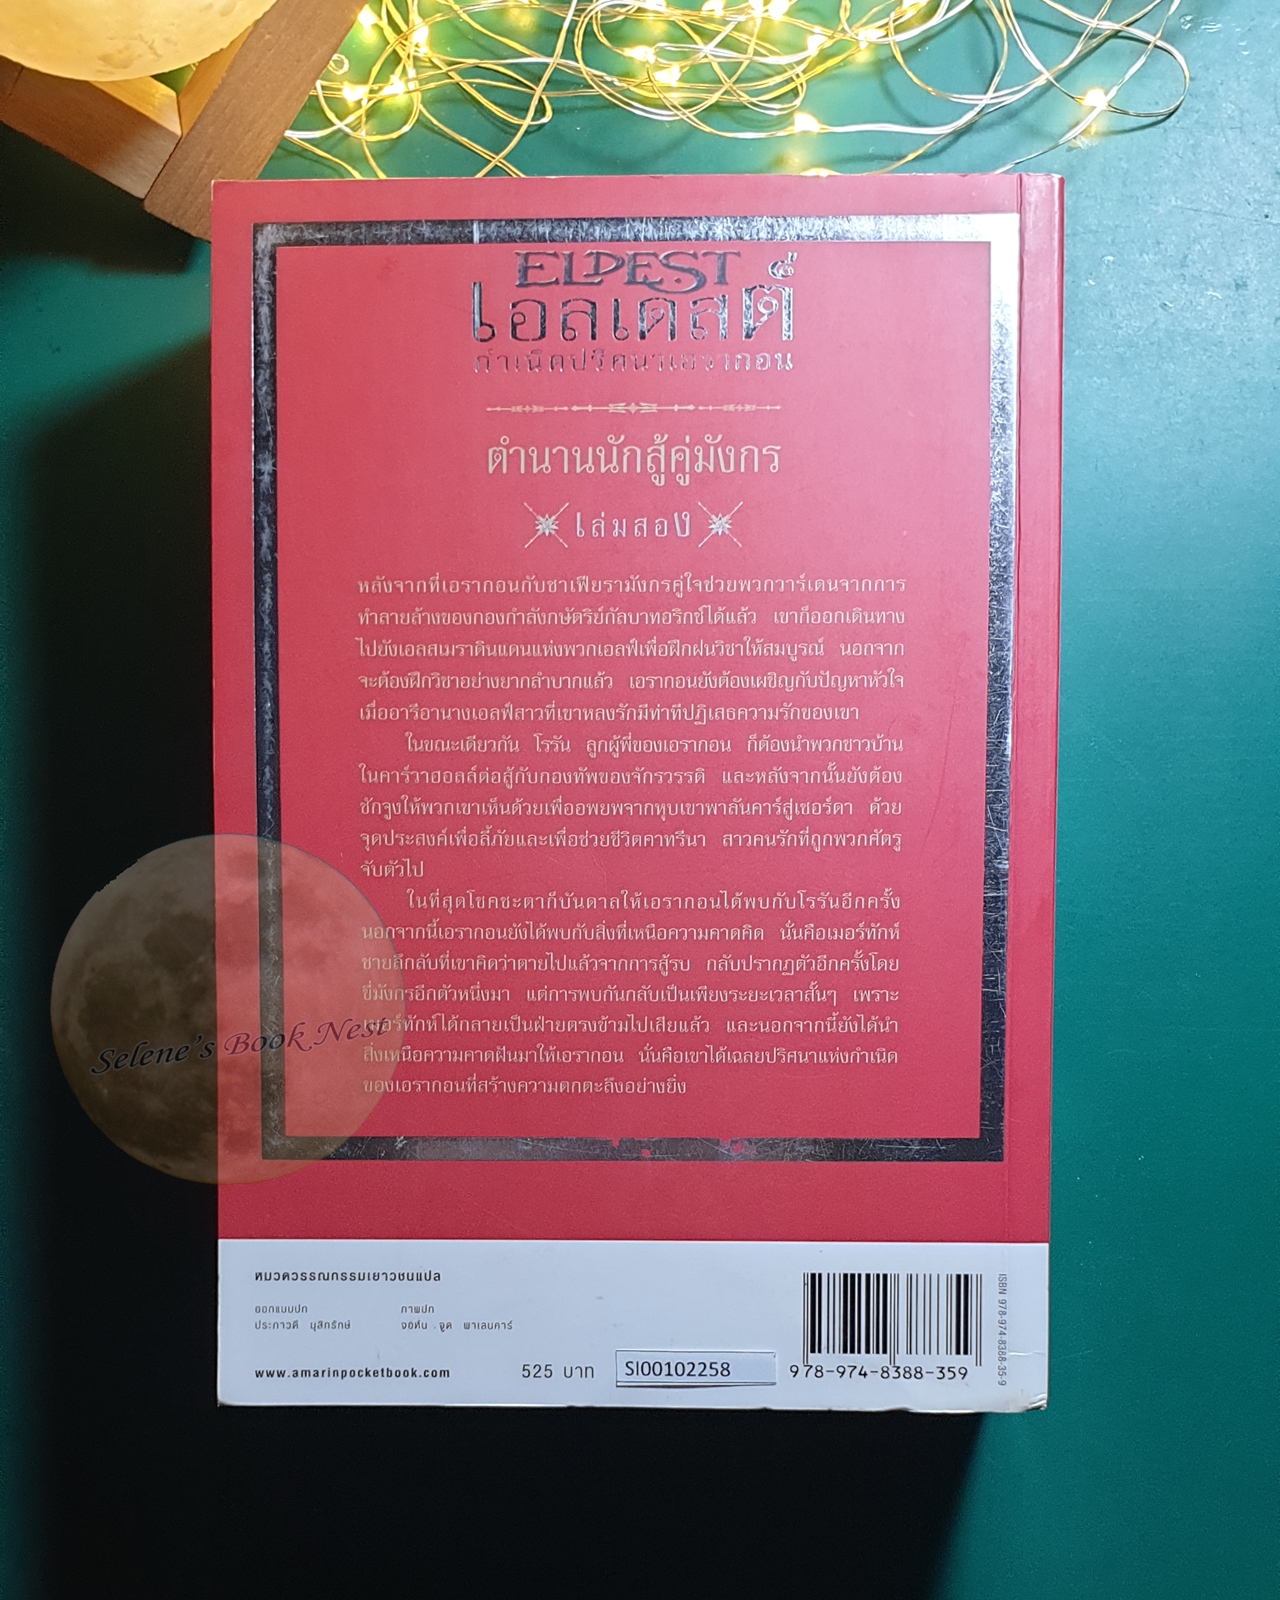 ELDEST
เอลเดสต์
กำเนิดปริศนาเอรากอน
ตำนานนักสู้คู่มังกร
เล่มสอง
หลังจากที่เอรากอนกับซาเฟียรามังกรคู่ใจช่วยพวกวาร์เดนจากการ
ทำลายล้างของกองกำลังกษัตริย์กัลบาทอริกซ์ได้แล้ว เขาก็ออกเดินทาง
ไปยังเอลสเมราดินแดนแห่งพวกเอลฟ์เพื่อฝึกฝนวิชาให้สมบูรณ์ นอกจาก
จะต้องฝึกวิชาอย่างยากลำบากแล้ว เอรากอนยังต้องเผชิญกับปัญหาหัวใจ
เมื่ออารีอานางเอลฟ์สาวที่เขาหลงรักมีท่าทีปฏิเสธความรักของเขา
ในขณะเดียวกัน โรรัน ลูกผู้พี่ของเอรากอน ก็ต้องนำพวกชาวบ้าน
ในคาร์วาฮอลล์ต่อสู้กับกองทัพของจักรวรรดิ และหลังจากนั้นยังต้อง
ชักจูงให้พวกเขาเห็นด้วยเพื่ออพยพจากหุบเขาพาลันคาร์สู่เซอร์ดา ด้วย
จุดประสงค์เพื่อลี้ภัยและเพื่อช่วยชีวิตคาทรีนา สาวคนรักที่ถูกพวกศัตรู
จับตัวไป
ในที่สุดโชคชะตาก็บันดาลให้เอรากอนได้พบกับโรรันอีกครั้ง
นอกจากนี้เอรากอนยังได้พบกับสิ่งที่เหนือความคาดคิด นั่นคือเมอร์ทักห์
ชายลึกลับที่เขาคิดว่าตายไปแล้วจากการสู้รบ กลับปรากฏตัวอีกครั้งโดย
ขี่มังกรอีกตัวหนึ่งมา แต่การพบกันกลับเป็นเพียงระยะเวลาสั้นๆ เพราะ
เมอร์ทักห์ได้กลายเป็นฝ่ายตรงข้ามไปเสียแล้ว และนอกจากนี้ยังได้นำ
สิ่งเหนือความคาดฝันมาให้เอรากอน นั่นคือเขาได้เฉลยปริศนาแห่งกำเนิด
ของเอรากอนที่สร้างความตกตะลึงอย่างยิ่ง
Selene's Book Nest
หมวดวรรณกรรมเยาวชนแปล
ออกแบบปก
ประภาวดี มุสิกรักษ์
ภาพปก
จอห์น จูด พาเลนคาร์
www.amarinpocketbook.com
525 บาท
SI00102258
978-974-8388-359
ISBN 978-974-8388-35-9